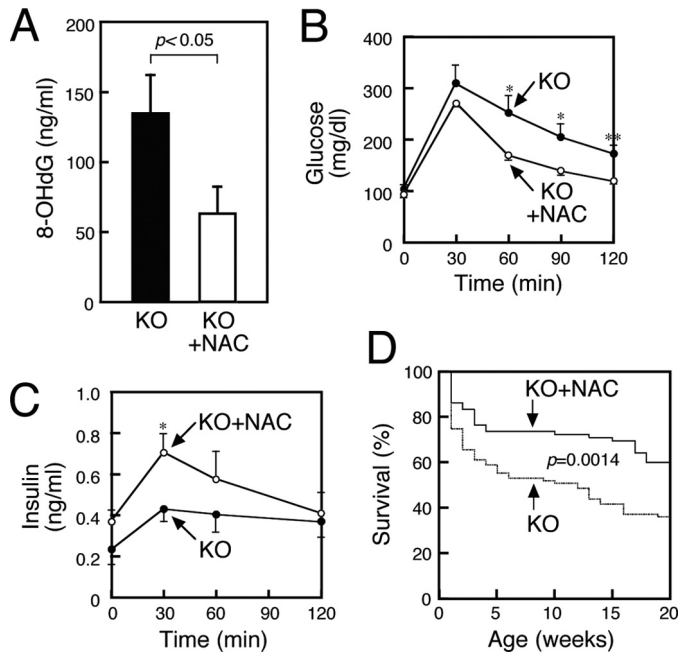 A
p<0.05
8-OHdG (ng/ml)
200
150
100
50
0
KO
KO
+NAC
B
Glucose
(mg/dl)
400
300
200
100
0
*
*
**
KO
KO
+NAC
0 30 60 90 120
Time (min)
C
Insulin
(ng/ml)
1.0
0.8
0.6
0.4
0.2
0
*
KO+NAC
KO
0 30 60 120
Time (min)
D
Survival (%)
100
80
60
40
20
0
KO+NAC
p=0.0014
KO
0 5 10 15 20
Age (weeks)